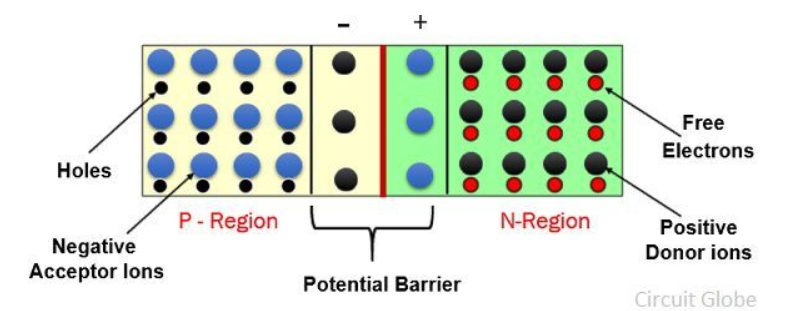 - +
Holes
Free
Electrons
P - Region
N-Region
Negative
Acceptor Ions
Positive
Donor ions
Potential Barrier
Circuit Globe